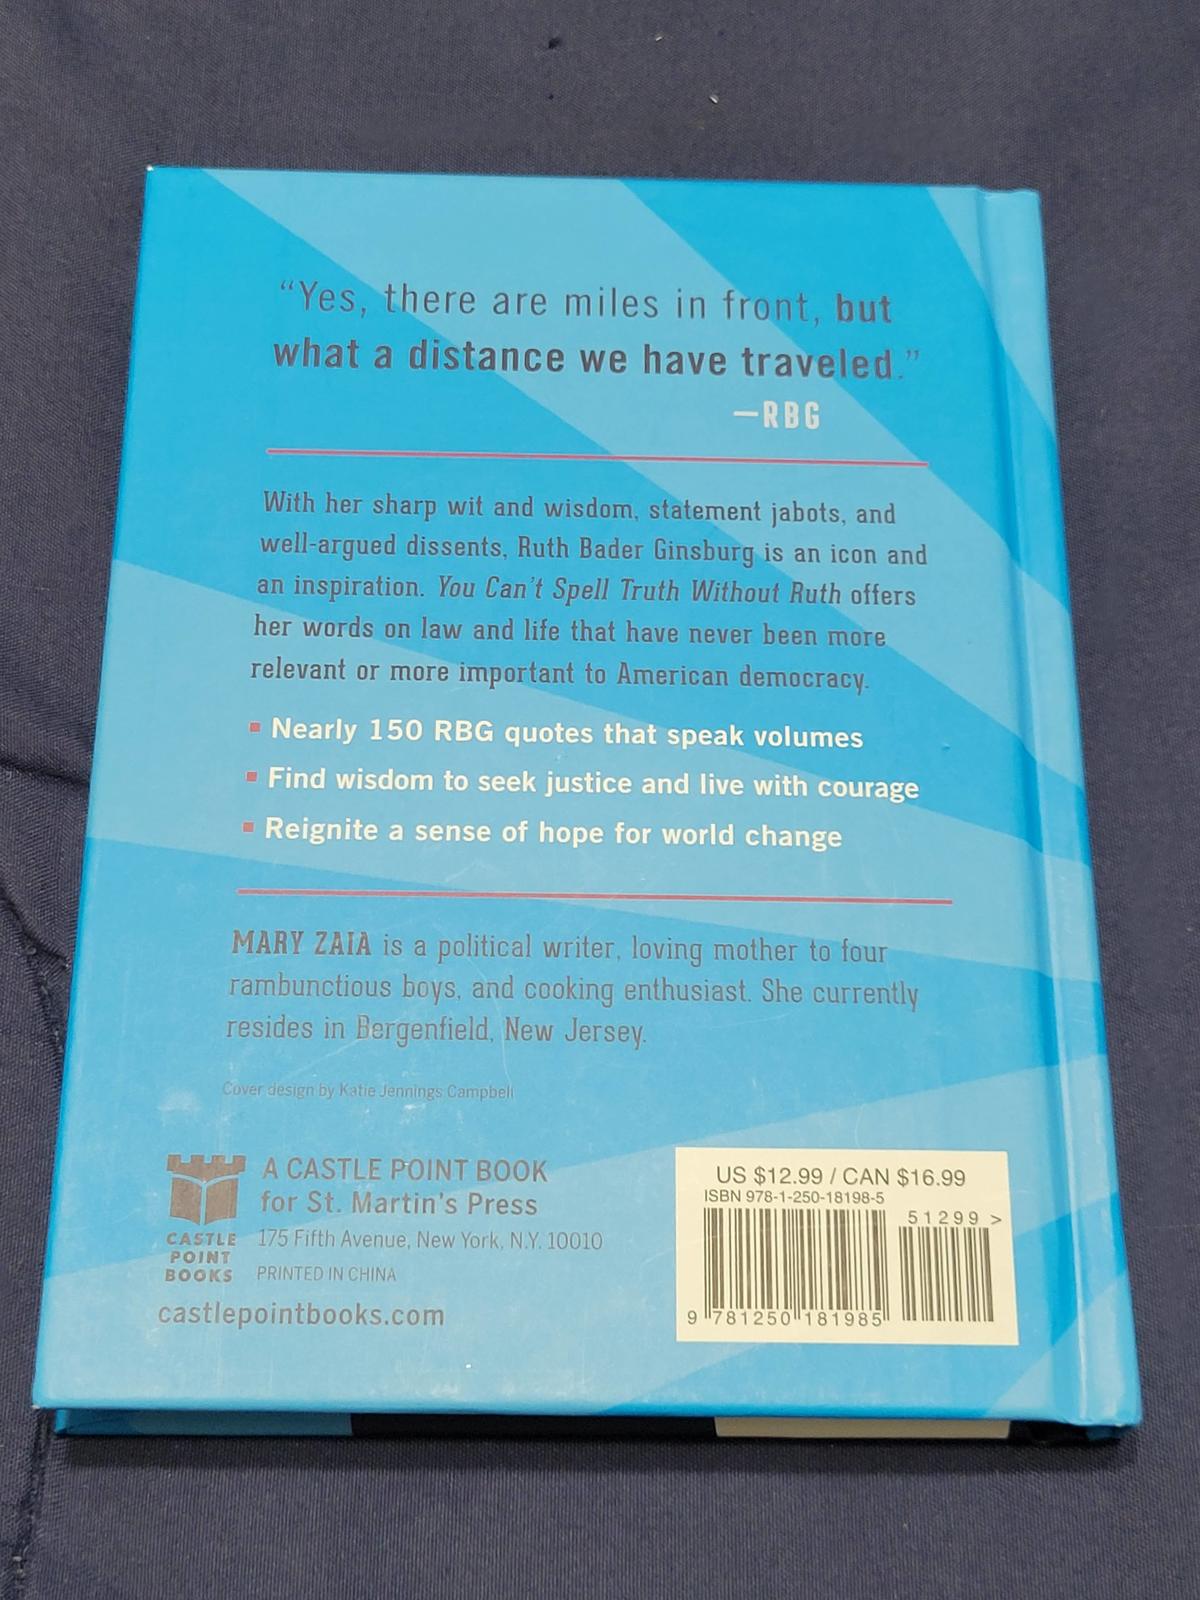 “Yes, there are miles in front, but
what a distance we have traveled.”
—RBG
With her sharp wit and wisdom, statement jabots, and
well-argued dissents, Ruth Bader Ginsburg is an icon and
an inspiration. You Can’t Spell Truth Without Ruth offers
her words on law and life that have never been more
relevant or more important to American democracy.
▪ Nearly 150 RBG quotes that speak volumes
▪ Find wisdom to seek justice and live with courage
▪ Reignite a sense of hope for world change
MARY ZAIA is a political writer, loving mother to four
rambunctious boys, and cooking enthusiast. She currently
resides in Bergenfield, New Jersey.
Cover design by Katie Jennings Campbell
A CASTLE POINT BOOK
for St. Martin's Press
175 Fifth Avenue, New York, N.Y. 10010
PRINTED IN CHINA
CASTLE
POINT
BOOKS
castlepointbooks.com
US $12.99 / CAN $16.99
ISBN 978-1-250-18198-5
51299 >
9 781250 181985